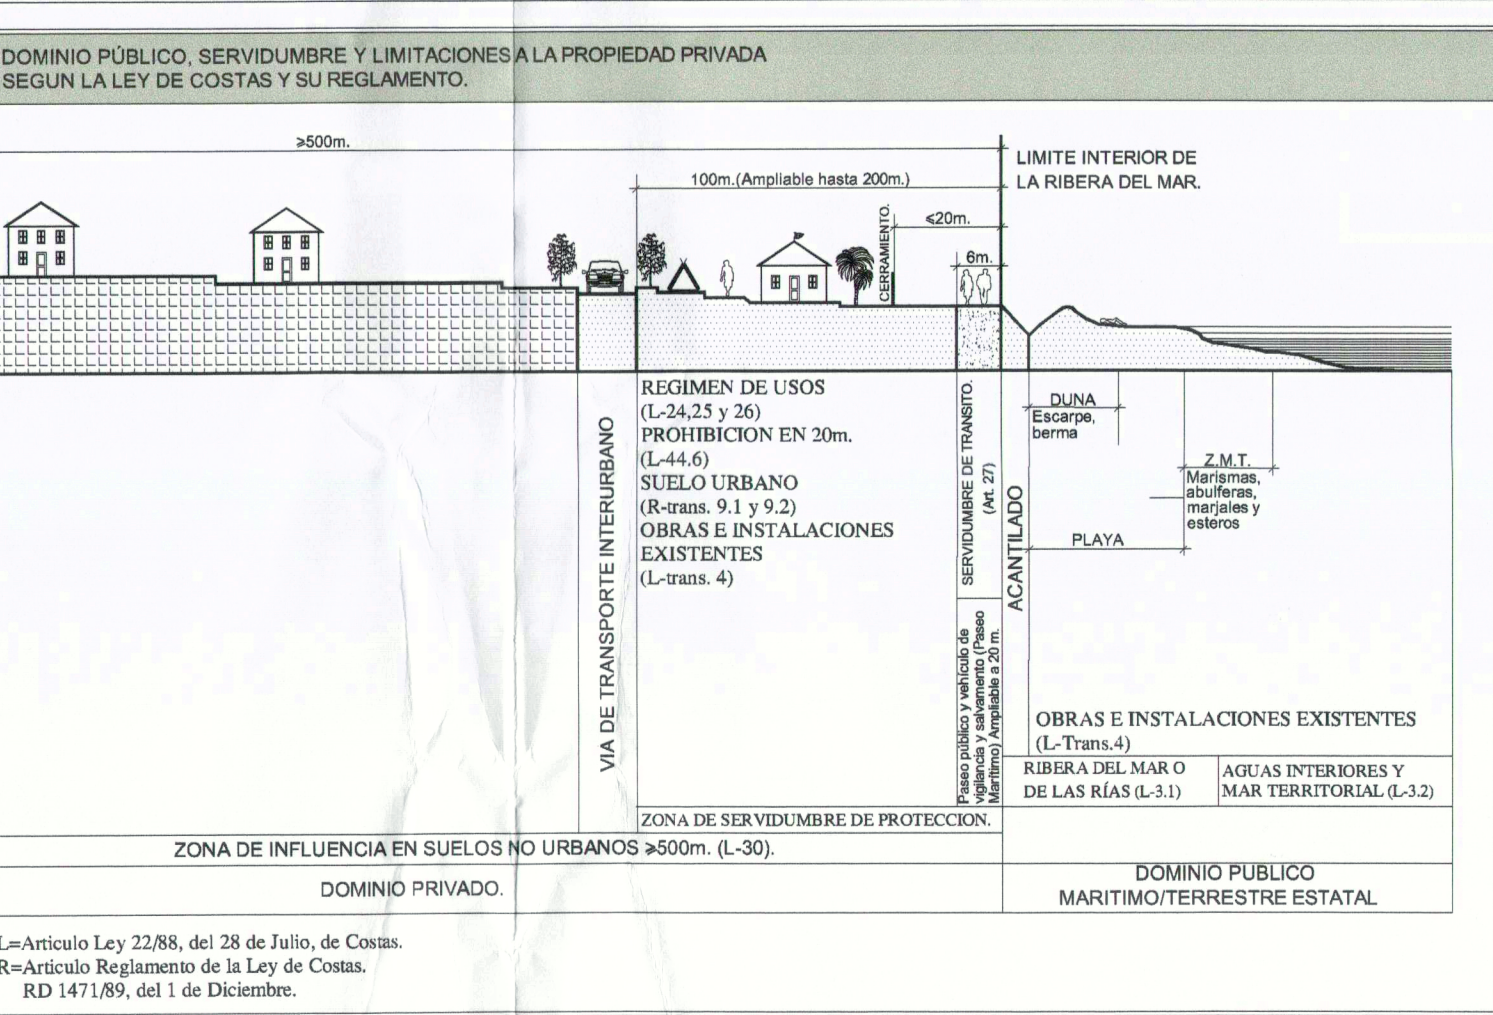 DOMINIO PÚBLICO, SERVIDUMBRE Y LIMITACIONES A LA PROPIEDAD PRIVADA
SEGUN LA LEY DE COSTAS Y SU REGLAMENTO.
≥500m.
LIMITE INTERIOR DE
LA RIBERA DEL MAR.
100m.(Ampliable hasta 200m.)
CERRAMIENTO.
≤20m.
6m.
VIA DE TRANSPORTE INTERURBANO
REGIMEN DE USOS
(L-24,25 y 26)
PROHIBICION EN 20m.
(L-44.6)
SUELO URBANO
(R-trans. 9.1 y 9.2)
OBRAS E INSTALACIONES
EXISTENTES
(L-trans. 4)
SERVIDUMBRE DE TRANSITO.
(Art. 27)
Paseo público y vehículo de
vigilancia y salvamento (Paseo
Marítimo) Ampliable a 20 m.
ACANTILADO
DUNA
Escarpe,
berma
Z.M.T.
Marismas,
abulferas,
marjales y
esteros
PLAYA
OBRAS E INSTALACIONES EXISTENTES
(L-Trans.4)
RIBERA DEL MAR O
DE LAS RÍAS (L-3.1)
AGUAS INTERIORES Y
MAR TERRITORIAL (L-3.2)
ZONA DE SERVIDUMBRE DE PROTECCION.
ZONA DE INFLUENCIA EN SUELOS NO URBANOS ≥500m. (L-30).
DOMINIO PRIVADO.
DOMINIO PUBLICO
MARITIMO/TERRESTRE ESTATAL
L=Articulo Ley 22/88, del 28 de Julio, de Costas.
R=Articulo Reglamento de la Ley de Costas.
RD 1471/89, del 1 de Diciembre.